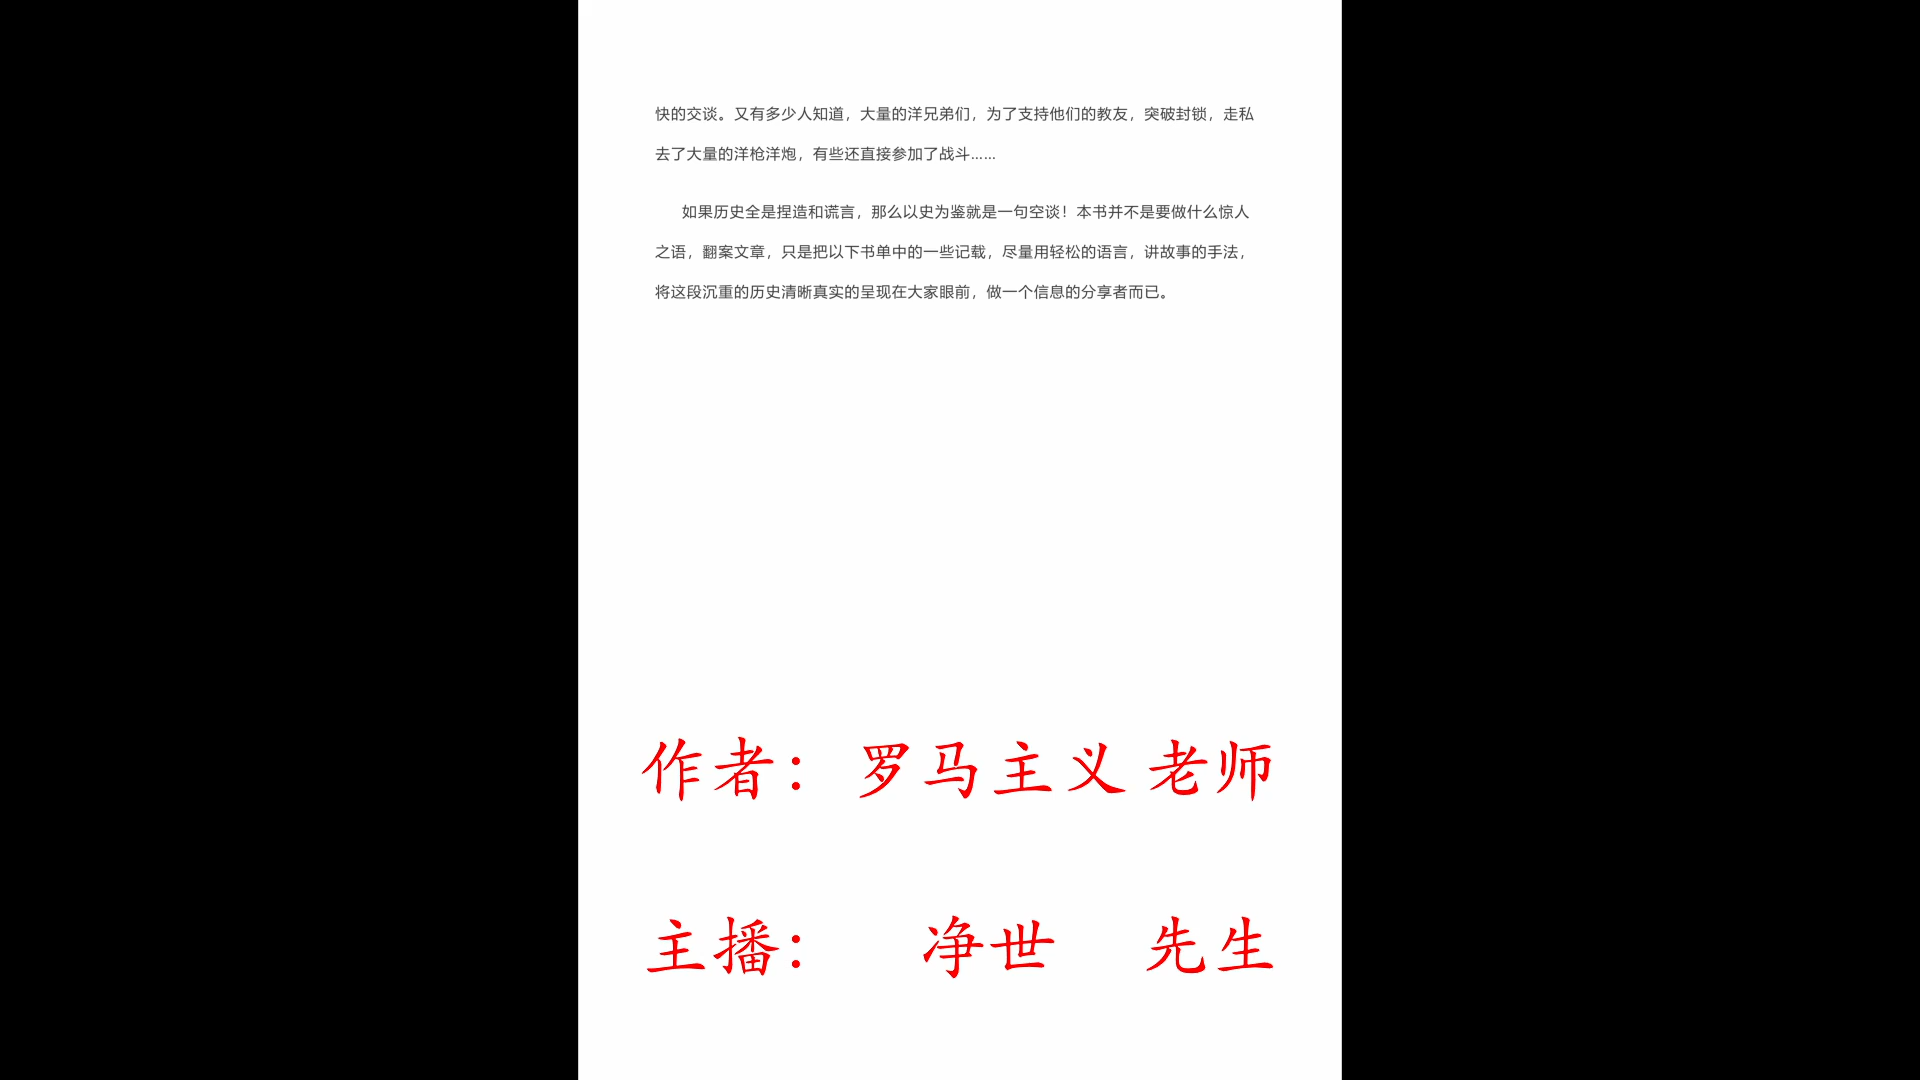 快的交谈。又有多少人知道，大量的洋兄弟们，为了支持他们的教友，突破封锁，走私
去了大量的洋枪洋炮，有些还直接参加了战斗……
如果历史全是捏造和谎言，那么以史为鉴就是一句空谈！本书并不是要做什么惊人
之语，翻案文章，只是把以下书单中的一些记载，尽量用轻松的语言，讲故事的手法，
将这段沉重的历史清晰真实的呈现在大家眼前，做一个信息的分享者而已。
作者：罗马主义 老师
主播： 净世 先生